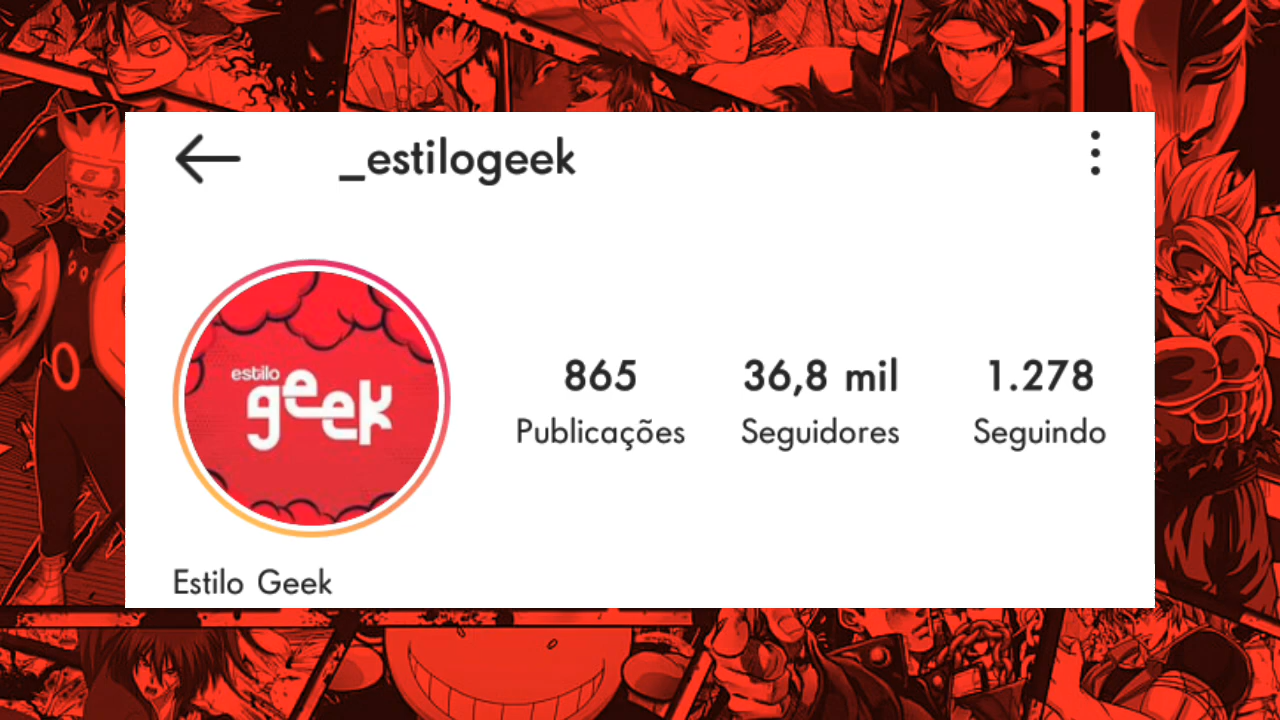 _estilogeek
estilo
geek
865 36,8 mil 1.278
Publicações Seguidores Seguindo
Estilo Geek